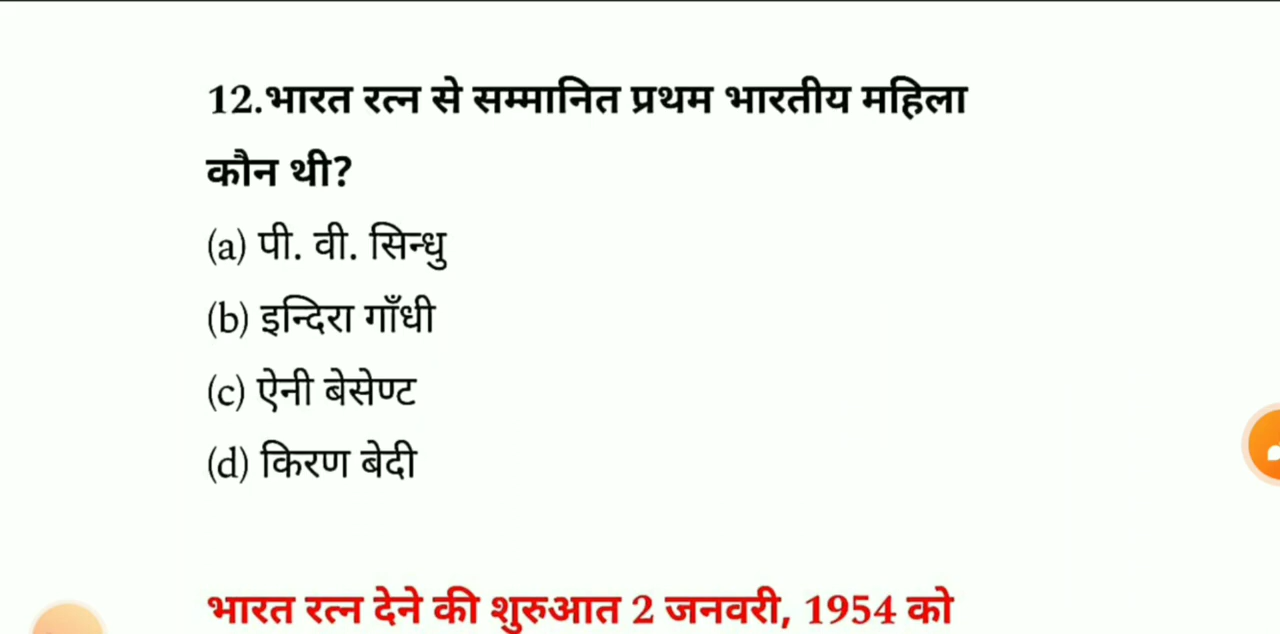 12.भारत रत्न से सम्मानित प्रथम भारतीय महिला
कौन थी?
(a) पी. वी. सिन्धु
(b) इन्दिरा गाँधी
(c) ऐनी बेसेण्ट
(d) किरण बेदी
भारत रत्न देने की शुरुआत 2 जनवरी, 1954 को